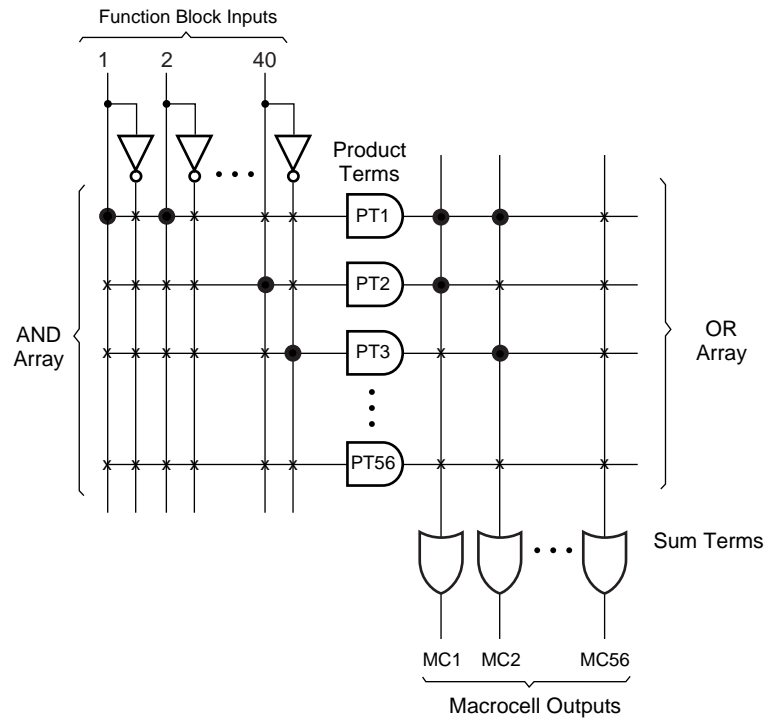 Function Block Inputs
1 2 40
Product
Terms
PT1
PT2
AND
Array
PT3
OR
Array
PT56
Sum Terms
MC1 MC2 MC56
Macrocell Outputs